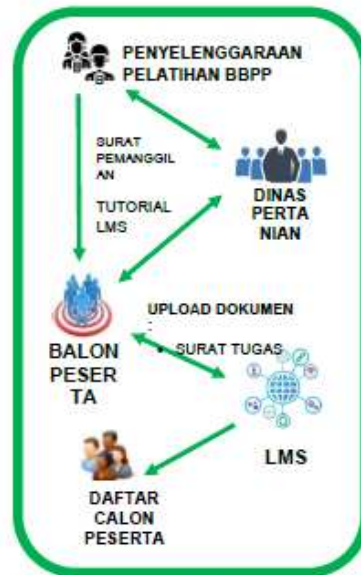 PENYELENGGARAAN
PELATIHAN BBPP
SURAT
PEMANGGIL
AN
TUTORIAL
LMS
DINAS
PERTA
NIAN
UPLOAD DOKUMEN
:
• SURAT TUGAS
BALON
PESER
TA
LMS
DAFTAR
CALON
PESERTA